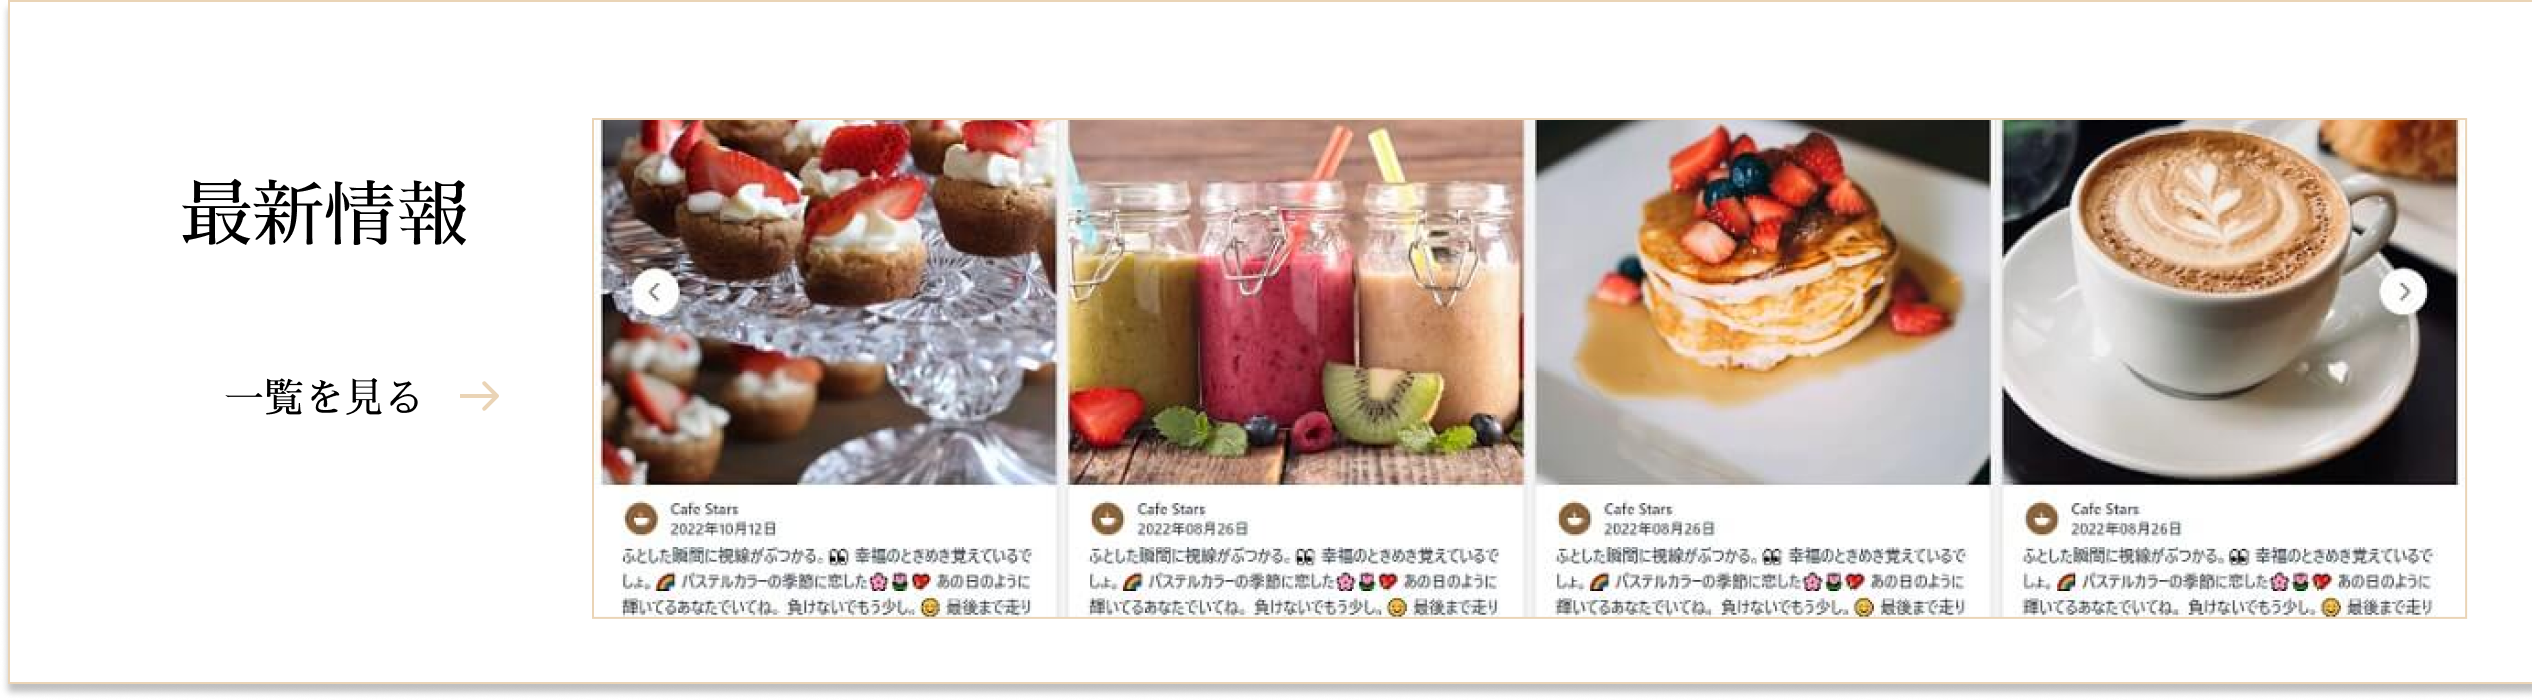 最新情報
一覧を見る
Cafe Stars
2022年10月12日
ふとした瞬間に視線がぶつかる。👀 幸福のときめき覚えているで
しょ。🌈 パステルカラーの季節に恋した🌸🌷💖 あの日のように
輝いてるあなたでいてね。負けないでもう少し。😊 最後まで走り
Cafe Stars
2022年08月26日
ふとした瞬間に視線がぶつかる。👀 幸福のときめき覚えているで
しょ。🌈 パステルカラーの季節に恋した🌸🌷💖 あの日のように
輝いてるあなたでいてね。負けないでもう少し。😊 最後まで走り
Cafe Stars
2022年08月26日
ふとした瞬間に視線がぶつかる。👀 幸福のときめき覚えているで
しょ。🌈 パステルカラーの季節に恋した🌸🌷💖 あの日のように
輝いてるあなたでいてね。負けないでもう少し。😊 最後まで走り
Cafe Stars
2022年08月26日
ふとした瞬間に視線がぶつかる。👀 幸福のときめき覚えているで
しょ。🌈 パステルカラーの季節に恋した🌸🌷💖 あの日のように
輝いてるあなたでいてね。負けないでもう少し。😊 最後まで走り